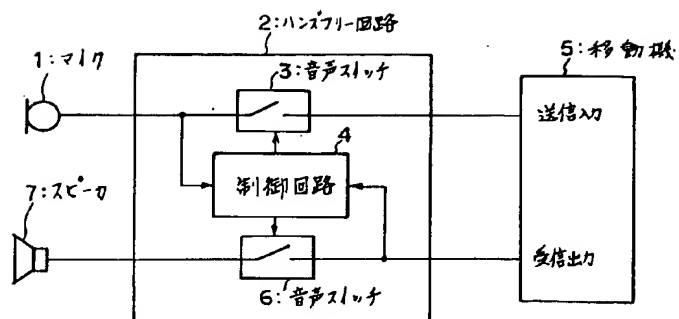 2:ハンズフリー回路
1:マイク
3:音声スイッチ
5:移動機
送信入力
4
制御回路
7:スピーカ
受信出力
6:音声スイッチ